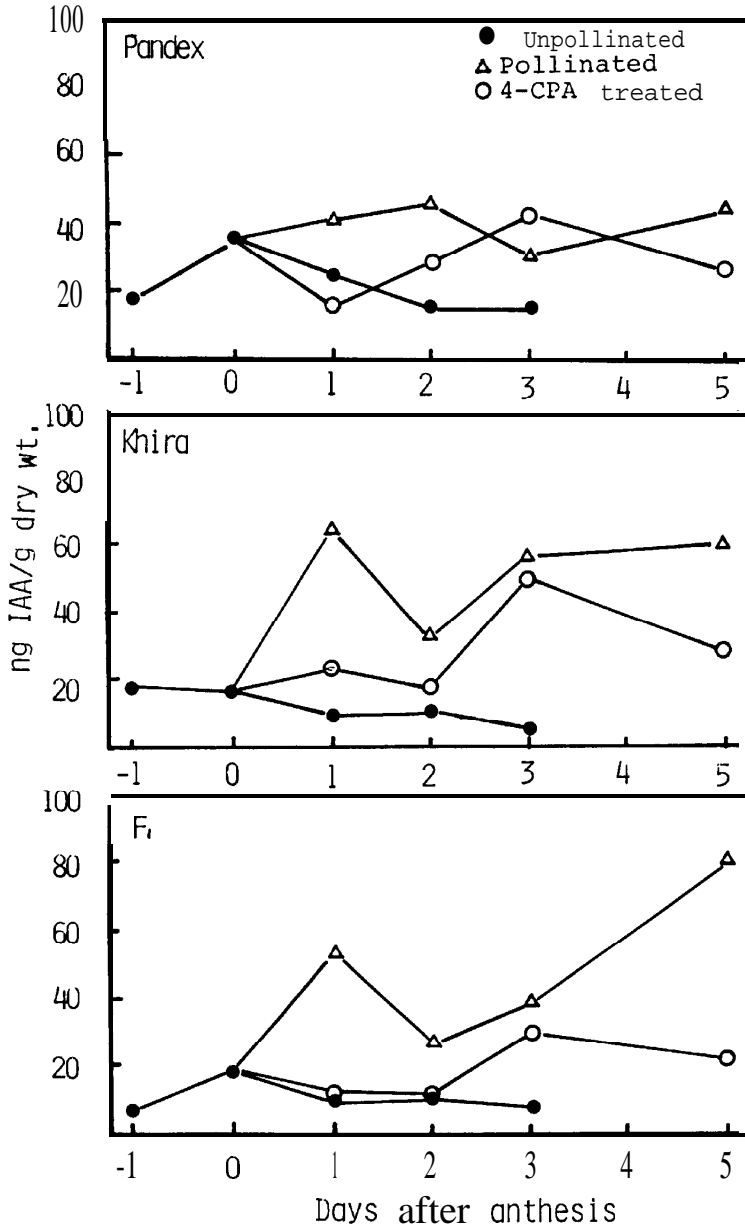 100
Pandex
Unpollinated
Pollinated
4-CPA treated
80
60
40
20
-1 0 1 2 3 4 5
ng IAA/g dry wt.
100
Khira
80
60
40
20
-1 0 1 2 3 4 5
100
F₁
80
60
40
20
-1 0 1 2 3 4 5
Days after anthesis